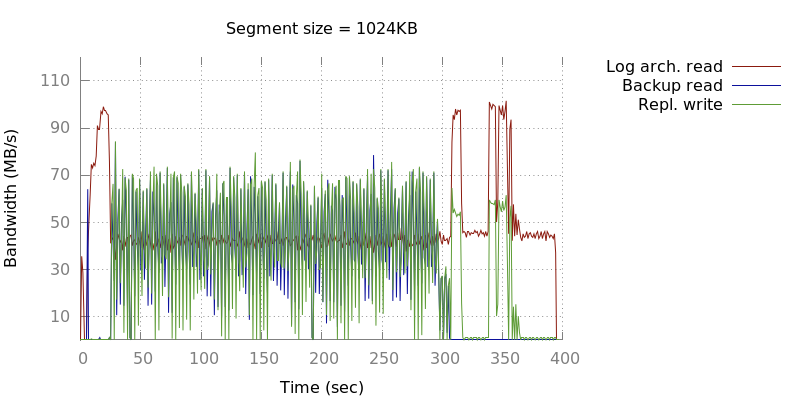 Segment size = 1024KB
Log arch. read
Backup read
Repl. write
Bandwidth (MB/s)
110
90
70
50
30
10
0 50 100 150 200 250 300 350 400
Time (sec)